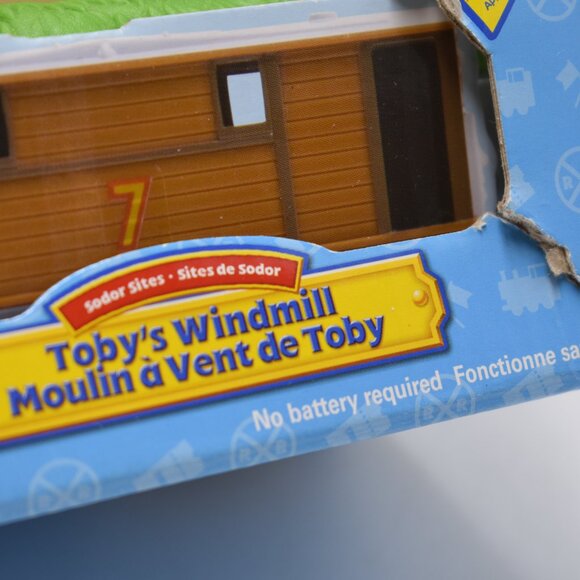 7
Sodor Sites · Sites de Sodor
Toby's Windmill
Moulin à Vent de Toby
No battery required Fonctionne sa